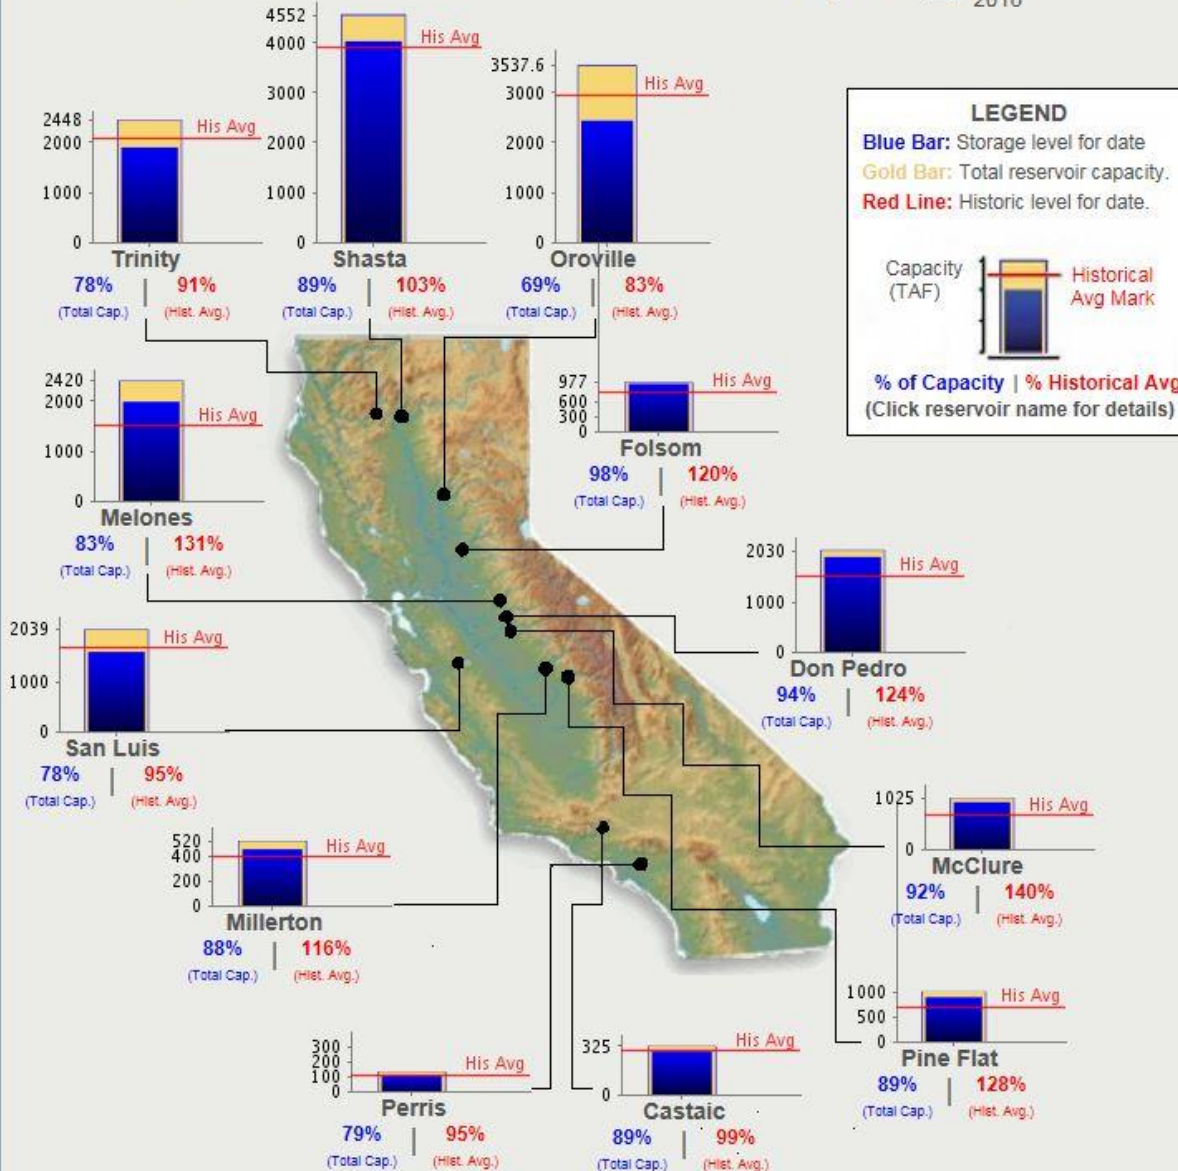 2018
4552
4000
3000
2000
1000
0
His Avg
Shasta
89% | 103%
(Total Cap.) (Hist. Avg.)
3537.6
3000
2000
1000
0
His Avg
Oroville
69% | 83%
(Total Cap.) (Hist. Avg.)
2448
2000
1000
0
His Avg
Trinity
78% | 91%
(Total Cap.) (Hist. Avg.)
LEGEND
Blue Bar: Storage level for date
Gold Bar: Total reservoir capacity.
Red Line: Historic level for date.
Capacity
(TAF)
Historical
Avg Mark
% of Capacity | % Historical Avg
(Click reservoir name for details)
2420
2000
1000
0
His Avg
Melones
83% | 131%
(Total Cap.) (Hist. Avg.)
977
600
300
0
His Avg
Folsom
98% | 120%
(Total Cap.) (Hist. Avg.)
2030
1000
0
His Avg
Don Pedro
94% | 124%
(Total Cap.) (Hist. Avg.)
2039
1000
0
His Avg
San Luis
78% | 95%
(Total Cap.) (Hist. Avg.)
1025
0
His Avg
McClure
92% | 140%
(Total Cap.) (Hist. Avg.)
520
400
200
0
His Avg
Millerton
88% | 116%
(Total Cap.) (Hist. Avg.)
1000
500
0
His Avg
Pine Flat
89% | 128%
(Total Cap.) (Hist. Avg.)
300
200
100
0
His Avg
Perris
79% | 95%
(Total Cap.) (Hist. Avg.)
325
0
His Avg
Castaic
89% | 99%
(Total Cap.) (Hist. Avg.)